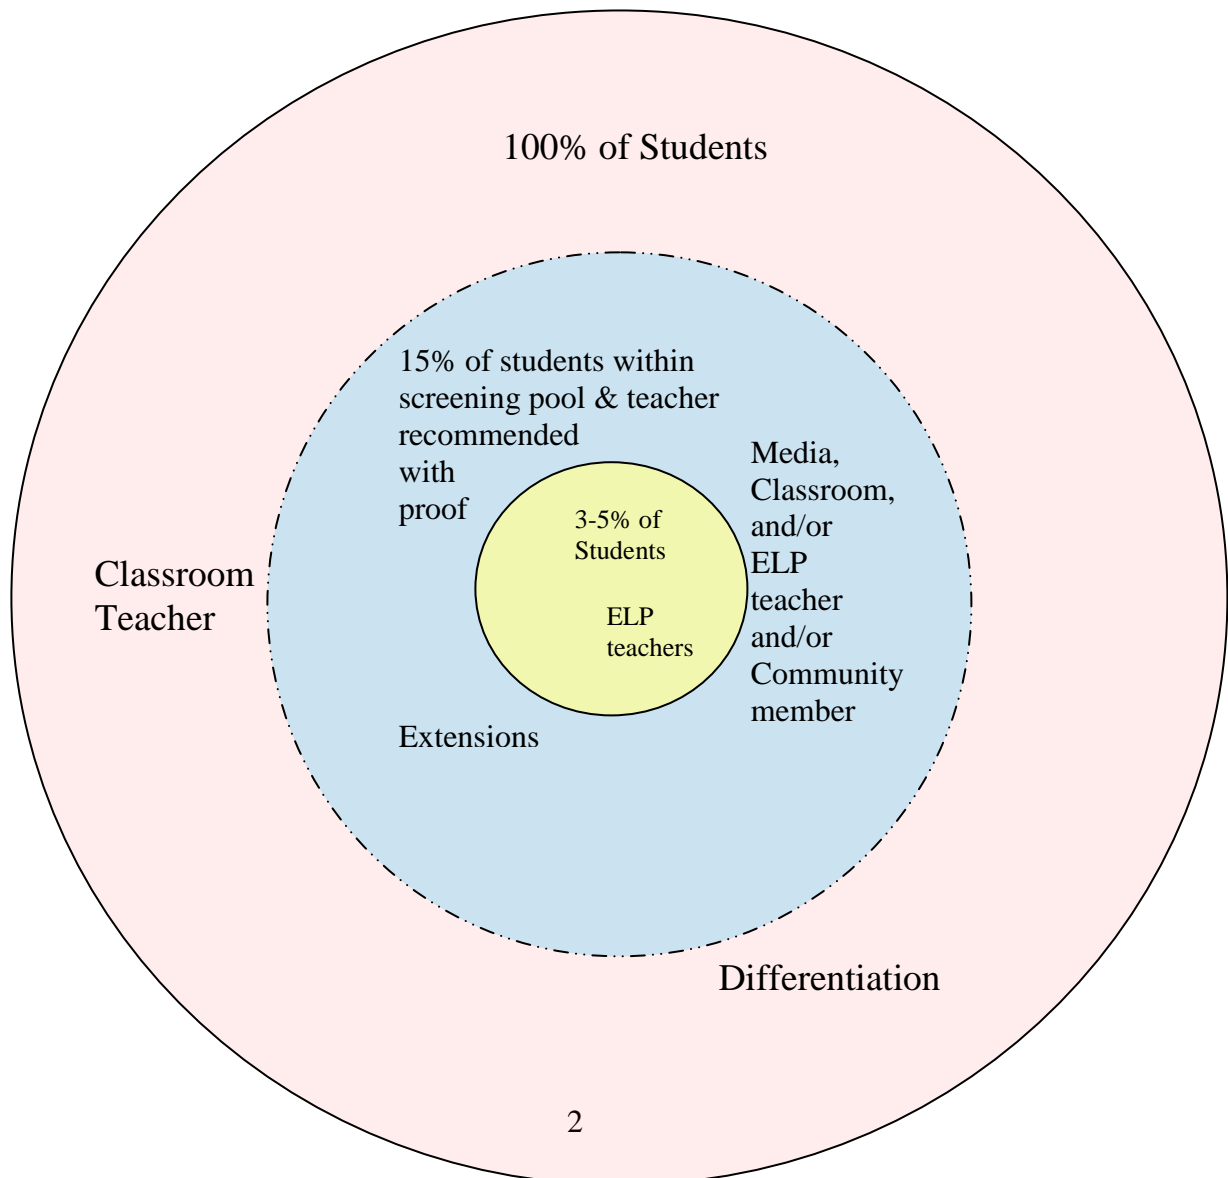 100% of Students
15% of students within
screening pool & teacher
recommended
with
proof
Media,
Classroom,
and/or
ELP
teacher
and/or
Community
member
3-5% of
Students
ELP
teachers
Classroom
Teacher
Extensions
Differentiation
2